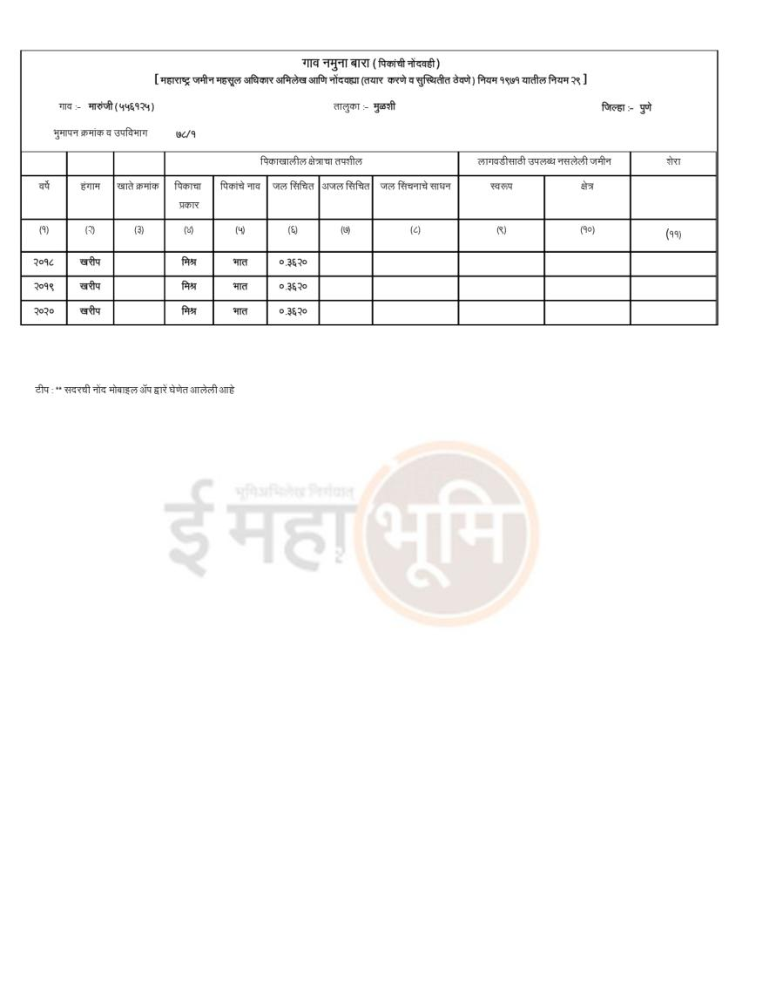 गाव नमुना बारा ( पिकांची नोंदवही )
[ महाराष्ट्र जमीन महसूल अधिकार अभिलेख आणि नोंदवह्या (तयार करणे व सुस्थितीत ठेवणे ) नियम १९७१ यातील नियम २९ ]
गाव :- मारुंजी ( ५५६१२५ ) तालुका :- मुळशी जिल्हा :- पुणे
भुमापन क्रमांक व उपविभाग ७८/१
पिकाखालील क्षेत्राचा तपशील लागवडीसाठी उपलब्ध नसलेली जमीन शेरा
वर्षे हंगाम खाते क्रमांक पिकाचा प्रकार पिकांचे नाव जल सिंचित अजल सिंचित जल सिंचनाचे साधन स्वरूप क्षेत्र
(१) (२) (३) (४) (५) (६) (७) (८) (९) (१०) (११)
२०१८ खरीप मिश्र भात ०.३६२०
२०१९ खरीप मिश्र भात ०.३६२०
२०२० खरीप मिश्र भात ०.३६२०
टीप : ** सदरची नोंद मोबाइल ॲप द्वारे घेणेत आलेली आहे
ई महा भूमि